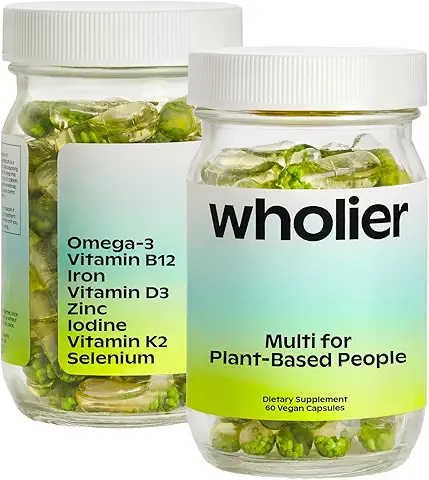 Omega-3
Vitamin B12
Iron
Vitamin D3
Zinc
Iodine
Vitamin K2
Selenium
wholier
Multi for
Plant-Based People
Dietary Supplement
60 Vegan Capsules